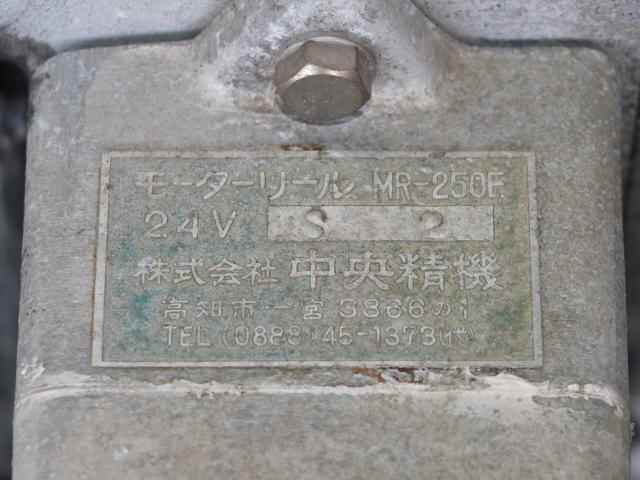 モーターリール MR-250E
24V S 2
株式会社 中央精機
高知市一宮 3866の1
TEL (0888) 45-1373(代)